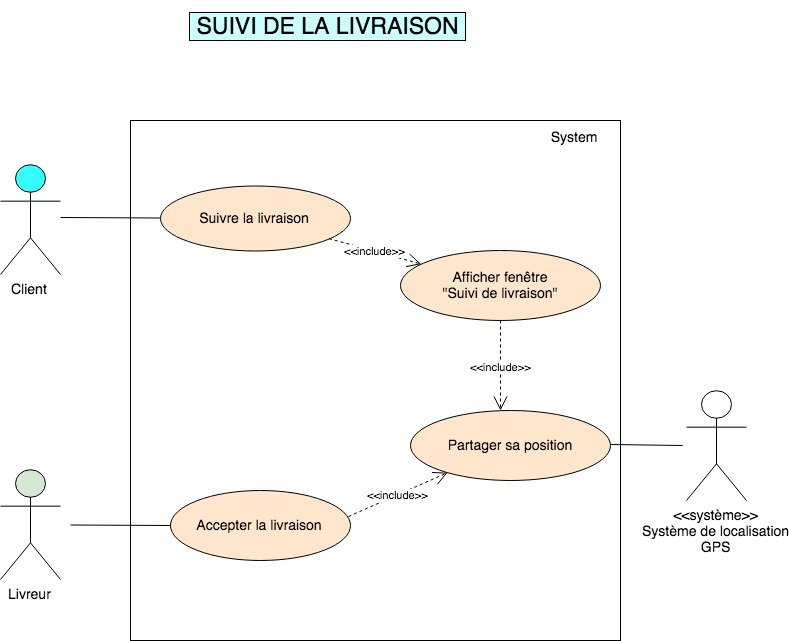 SUIVI DE LA LIVRAISON
System
Suivre la livraison
<<include>>
Client
Afficher fenêtre
"Suivi de livraison"
<<include>>
Partager sa position
<<include>>
Accepter la livraison
<<système>>
Système de localisation
GPS
Livreur